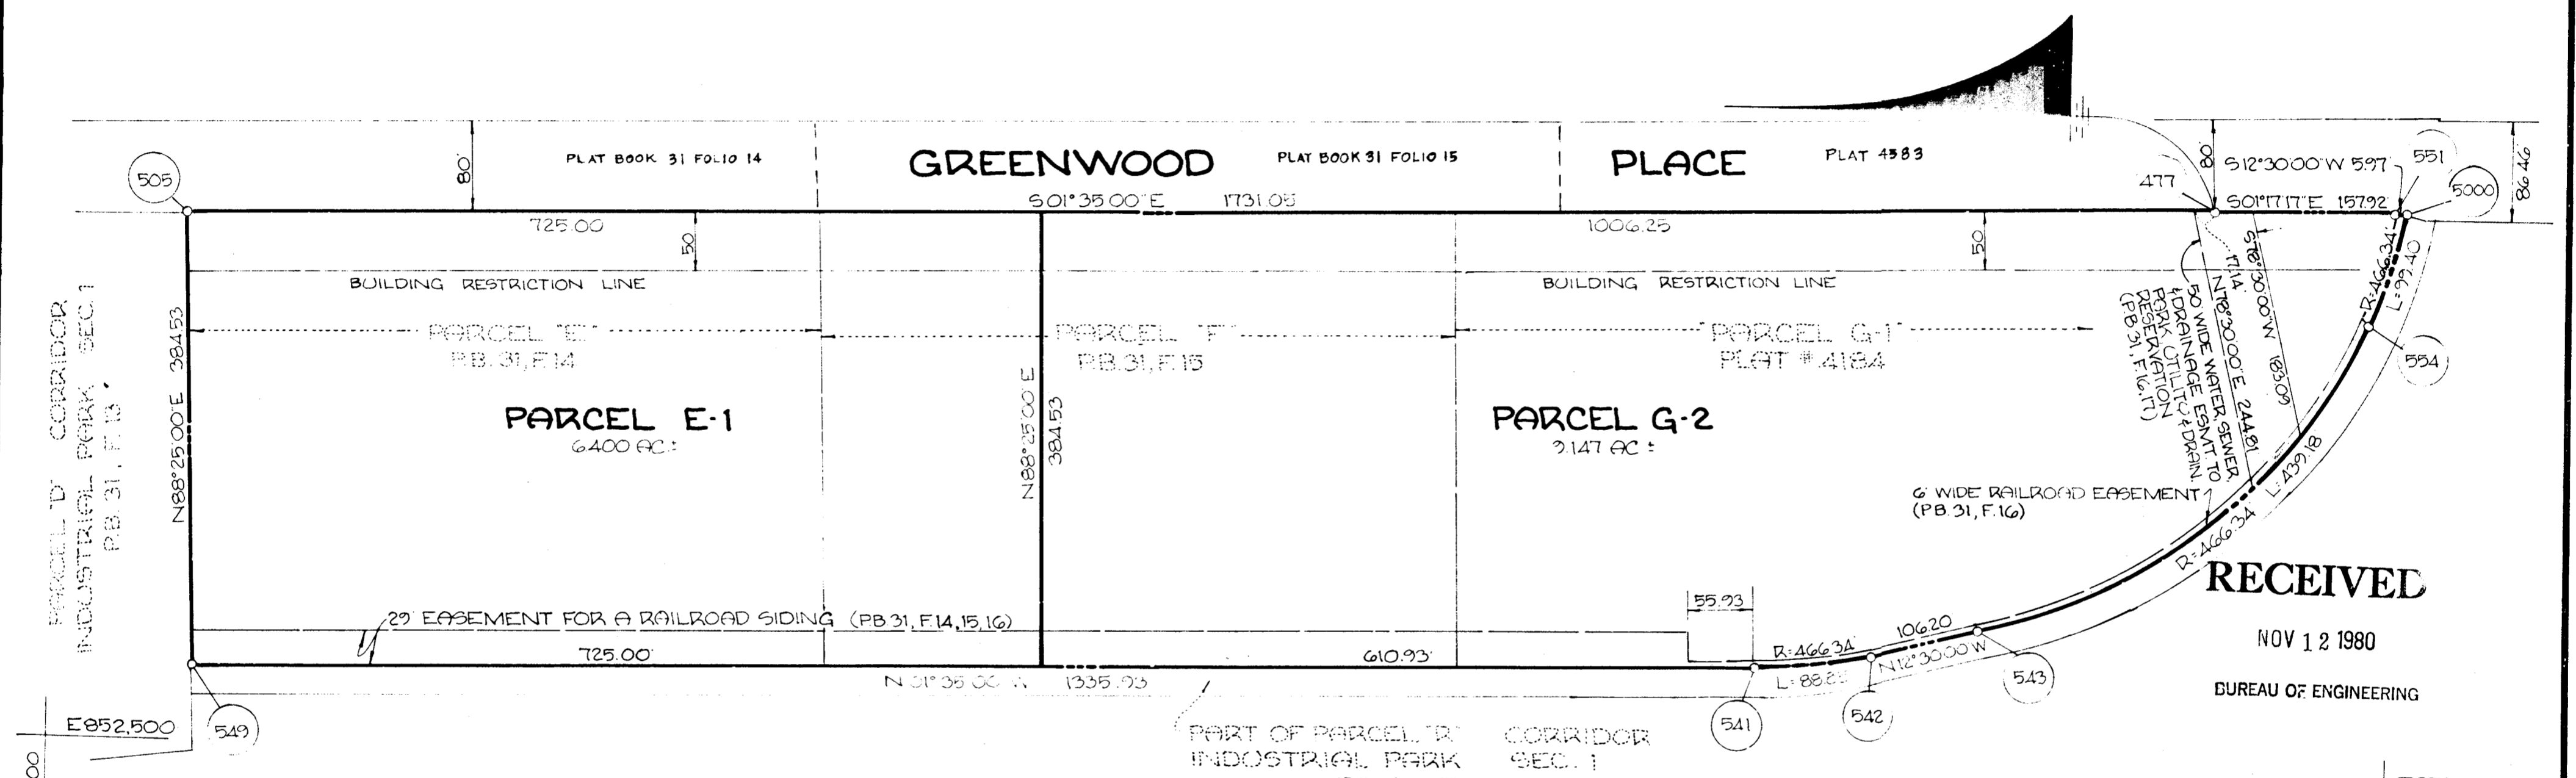 PLAT BOOK 31 FOLIO 14
GREENWOOD PLACE
PLAT BOOK 31 FOLIO 15
PLAT 4583
80'
80'
86.46'
505
477
551
5000
S12°30'00"W 5.97'
S01°35'00"E 1731.05
S01°17'17"E 157.92'
725.00
1006.25
50
50
BUILDING RESTRICTION LINE
BUILDING RESTRICTION LINE
PARCEL "E"
P.B. 31, F. 14
PARCEL "F"
P.B. 31, F. 15
"PARCEL G-1"
PLAT # 4184
PARCEL "D" CORRIDOR
INDUSTRIAL PARK SEC. 1
P.B. 31, F. 13
N88°25'00"E 384.53
N88°25'00"E
384.53
PARCEL E-1
6.400 AC.±
PARCEL G-2
9.147 AC ±
17.14
S78°30'00"W 183.09
N78°30'00"E 244.81
50' WIDE WATER, SEWER,
& DRAINAGE ESMT. TO
PARK, UTILITY & DRAIN.
RESERVATION
(P.B. 31, F. 16, 17)
R=466.34'
L=99.40
554
L=439.18
R=466.34'
6' WIDE RAILROAD EASEMENT
(P.B. 31, F. 16)
29' EASEMENT FOR A RAILROAD SIDING (P.B. 31, F. 14, 15, 16)
55.93
725.00'
610.93'
R=466.34'
106.20
N12°30'00"W
N 01°35'00"W 1335.93
549
541
542
543
E 852,500
PART OF PARCEL "R" CORRIDOR
INDUSTRIAL PARK SEC. 1
RECEIVED
NOV 12 1980
BUREAU OF ENGINEERING